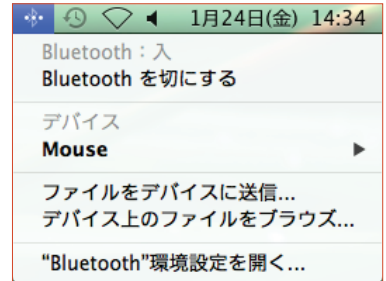 1月24日(金) 14:34
Bluetooth：入
Bluetooth を切にする
デバイス
Mouse
ファイルをデバイスに送信...
デバイス上のファイルをブラウズ...
“Bluetooth”環境設定を開く...